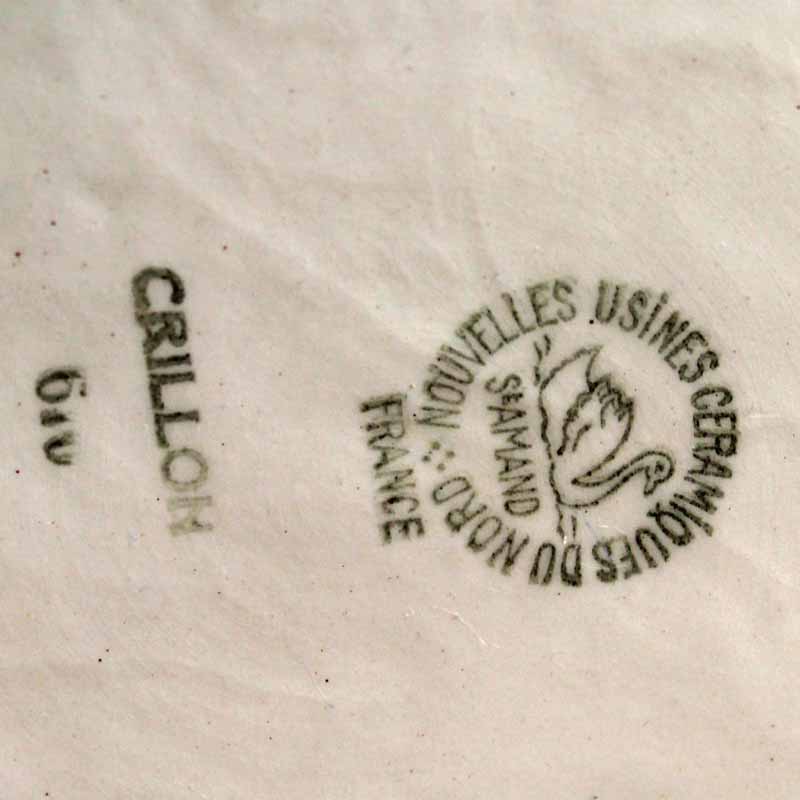 NOUVELLES USINES CERAMIQUES DU NORD
St AMAND
FRANCE
CRILLON